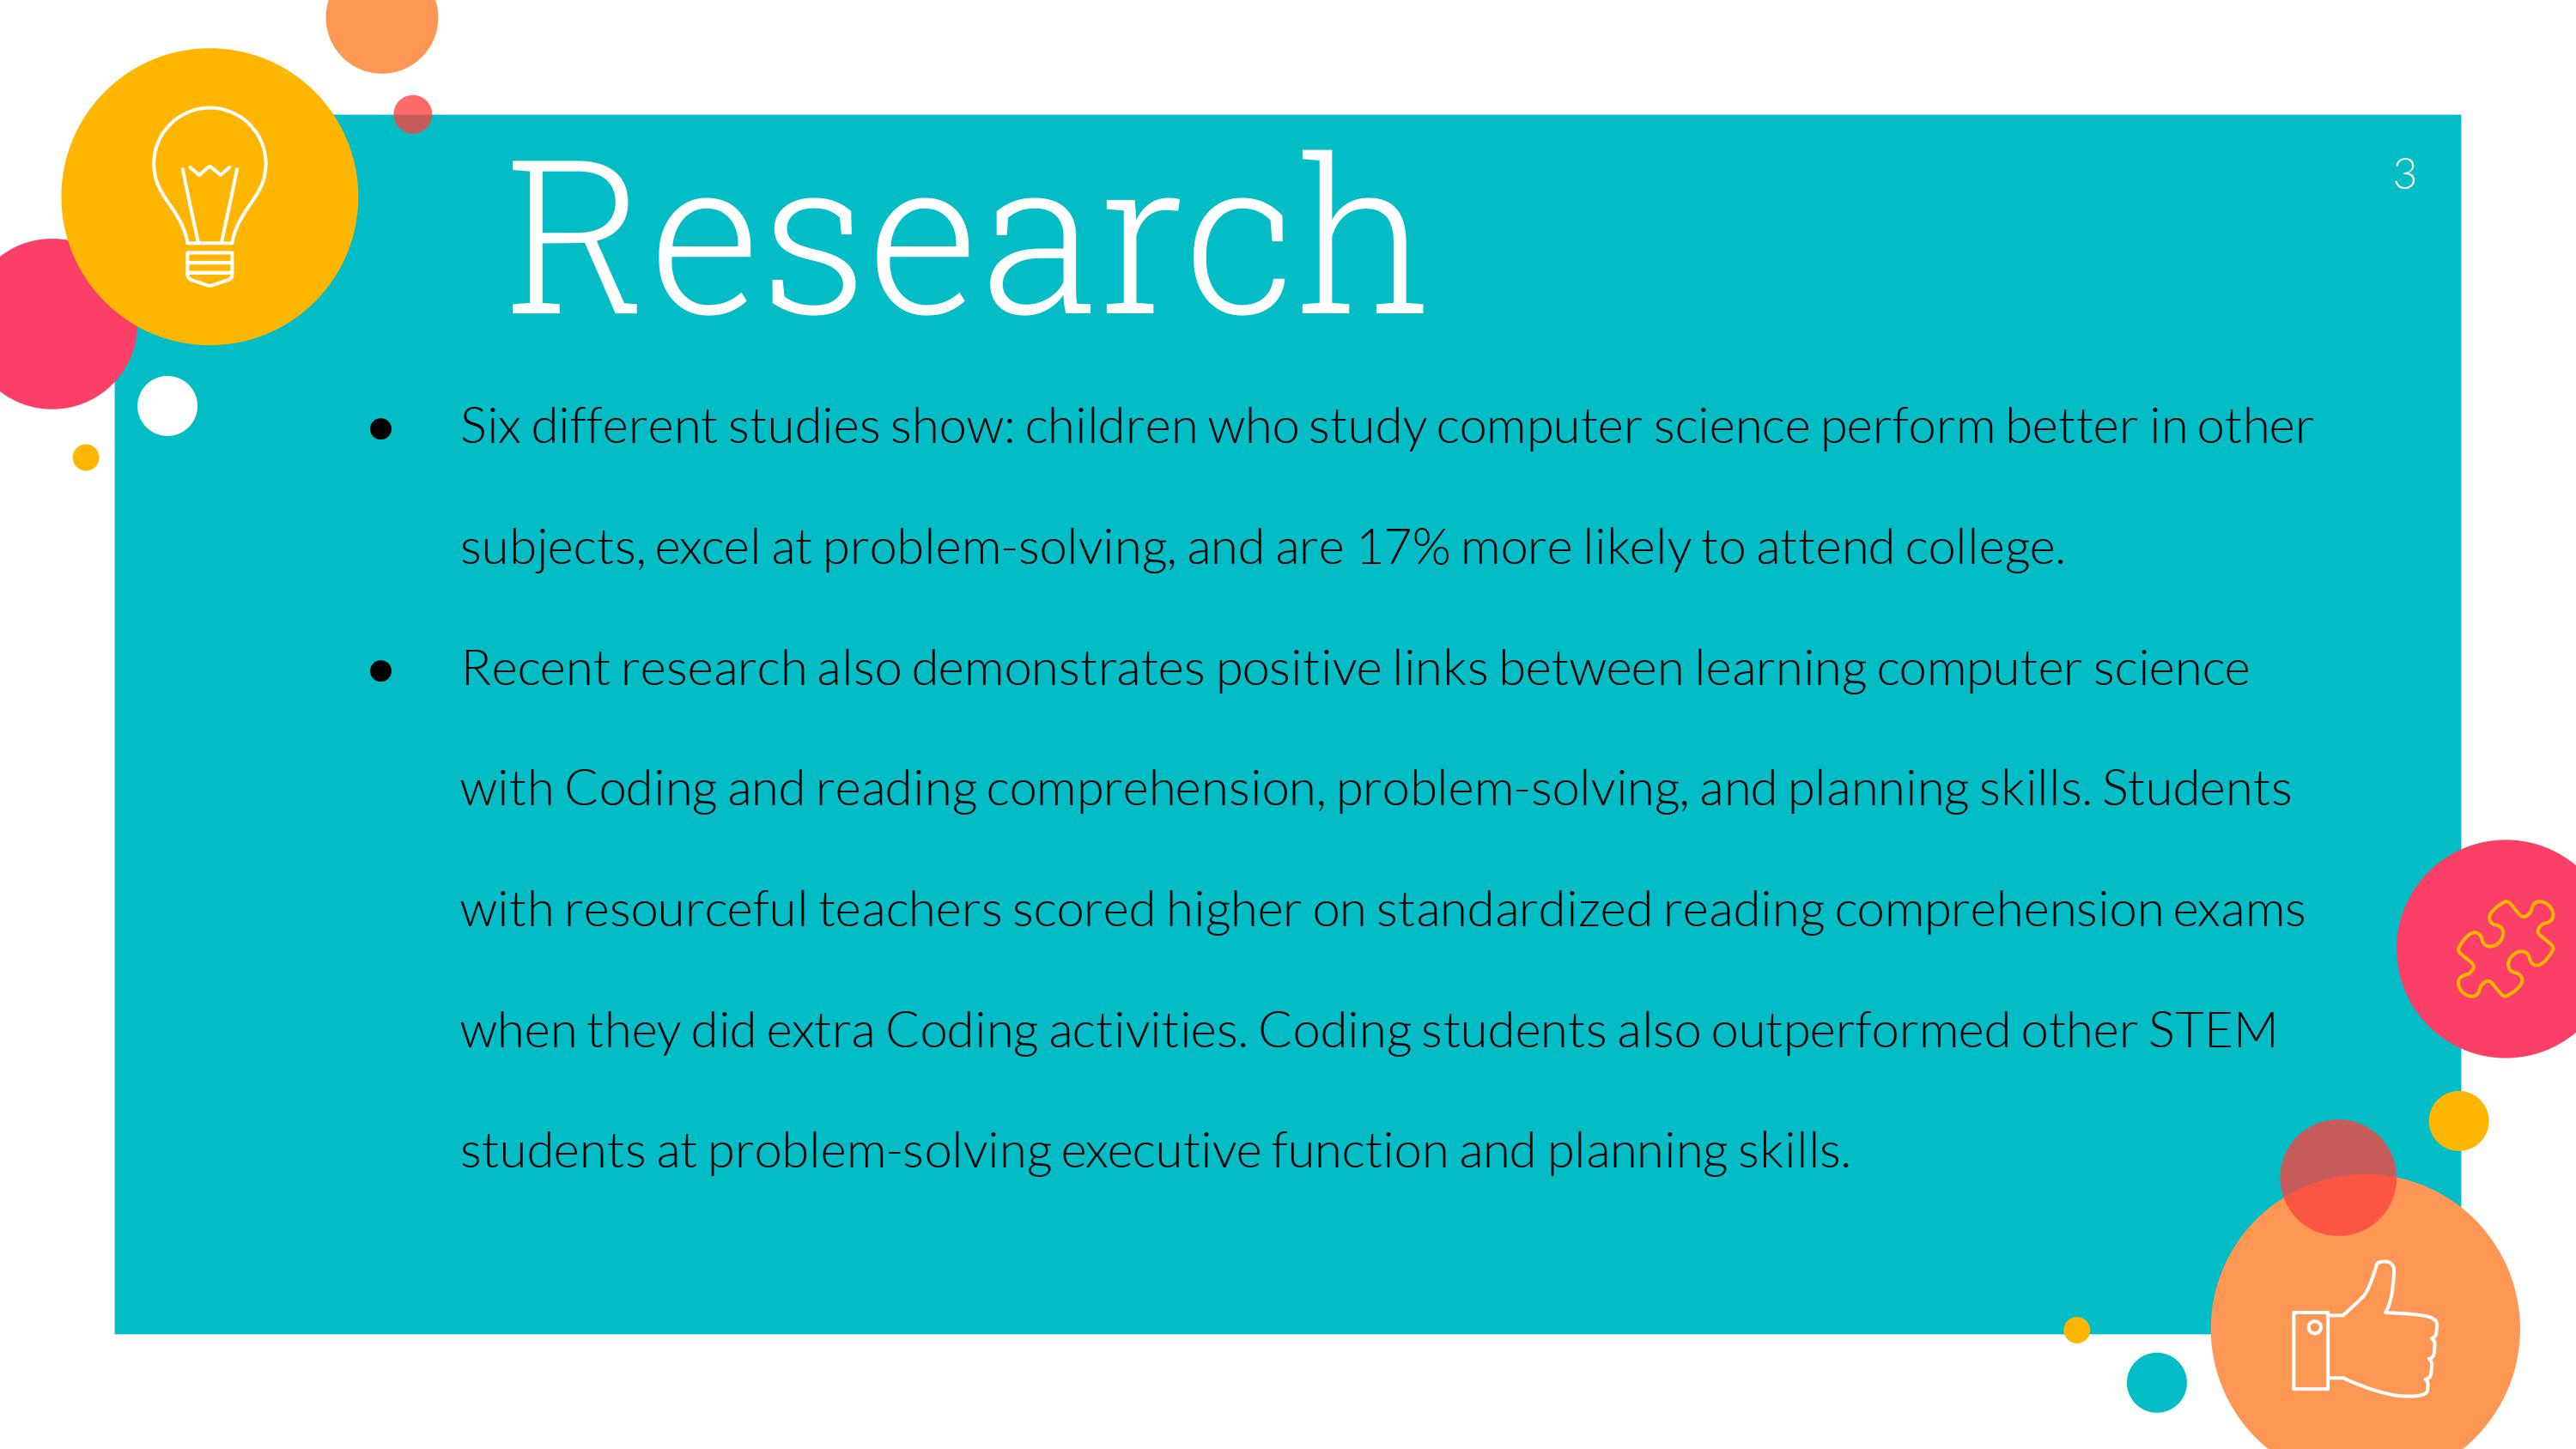 Research
3
● Six different studies show: children who study computer science perform better in other
subjects, excel at problem-solving, and are 17% more likely to attend college.
● Recent research also demonstrates positive links between learning computer science
with Coding and reading comprehension, problem-solving, and planning skills. Students
with resourceful teachers scored higher on standardized reading comprehension exams
when they did extra Coding activities. Coding students also outperformed other STEM
students at problem-solving executive function and planning skills.